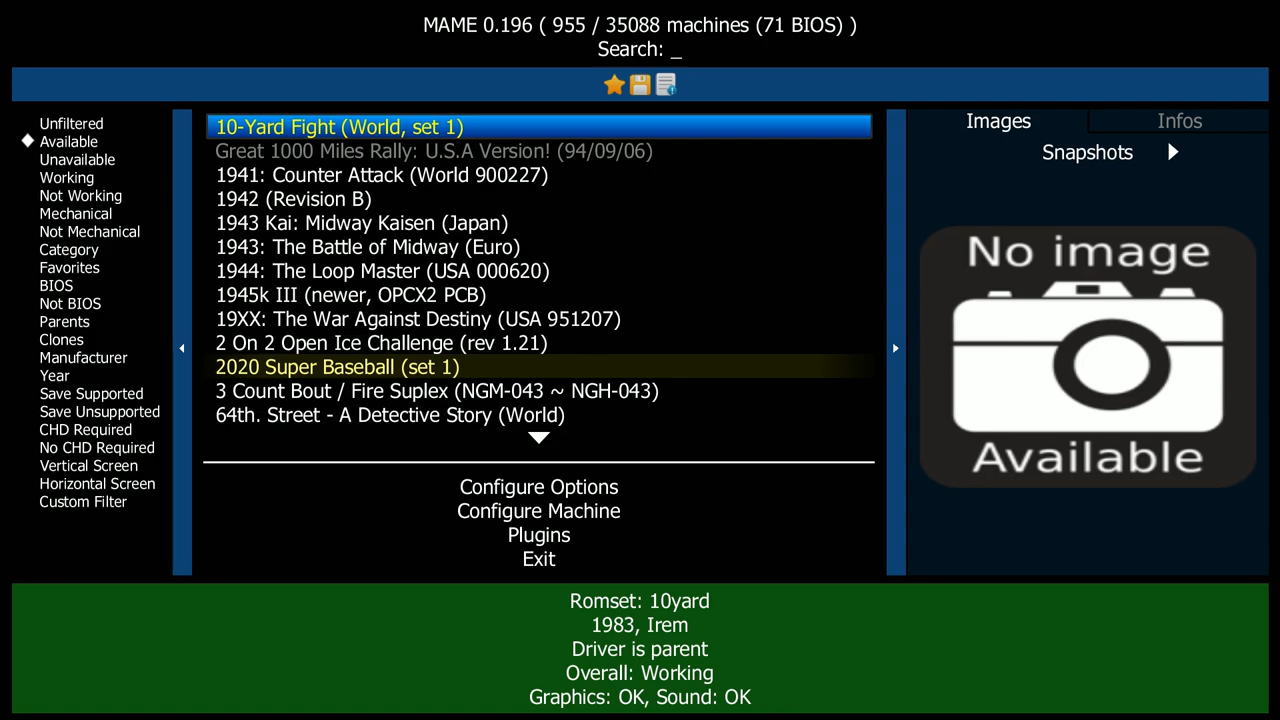 MAME 0.196 ( 955 / 35088 machines (71 BIOS) )
Search: _
Unfiltered
Available
Unavailable
Working
Not Working
Mechanical
Not Mechanical
Category
Favorites
BIOS
Not BIOS
Parents
Clones
Manufacturer
Year
Save Supported
Save Unsupported
CHD Required
No CHD Required
Vertical Screen
Horizontal Screen
Custom Filter
10-Yard Fight (World, set 1)
Great 1000 Miles Rally: U.S.A Version! (94/09/06)
1941: Counter Attack (World 900227)
1942 (Revision B)
1943 Kai: Midway Kaisen (Japan)
1943: The Battle of Midway (Euro)
1944: The Loop Master (USA 000620)
1945k III (newer, OPCX2 PCB)
19XX: The War Against Destiny (USA 951207)
2 On 2 Open Ice Challenge (rev 1.21)
2020 Super Baseball (set 1)
3 Count Bout / Fire Suplex (NGM-043 ~ NGH-043)
64th. Street - A Detective Story (World)
Configure Options
Configure Machine
Plugins
Exit
Images
Infos
Snapshots
No image
Available
Romset: 10yard
1983, Irem
Driver is parent
Overall: Working
Graphics: OK, Sound: OK